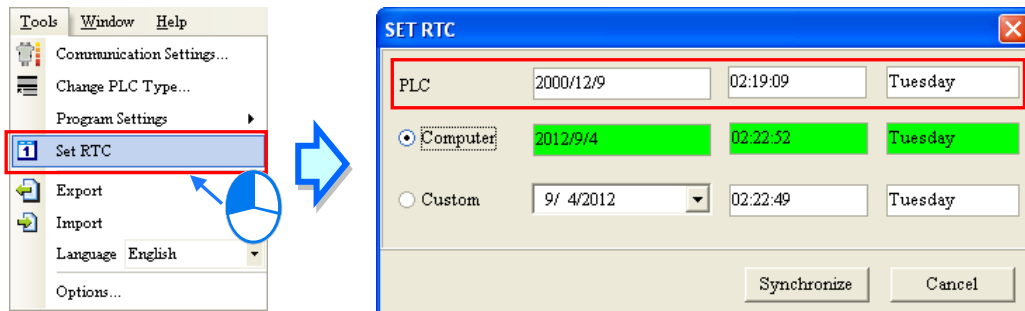 Tools Window Help
Communication Settings...
Change PLC Type...
Program Settings
1 Set RTC
Export
Import
Language English
Options...
SET RTC
PLC 2000/12/9 02:19:09 Tuesday
Computer 2012/9/4 02:22:52 Tuesday
Custom 9/ 4/2012 02:22:49 Tuesday
Synchronize Cancel